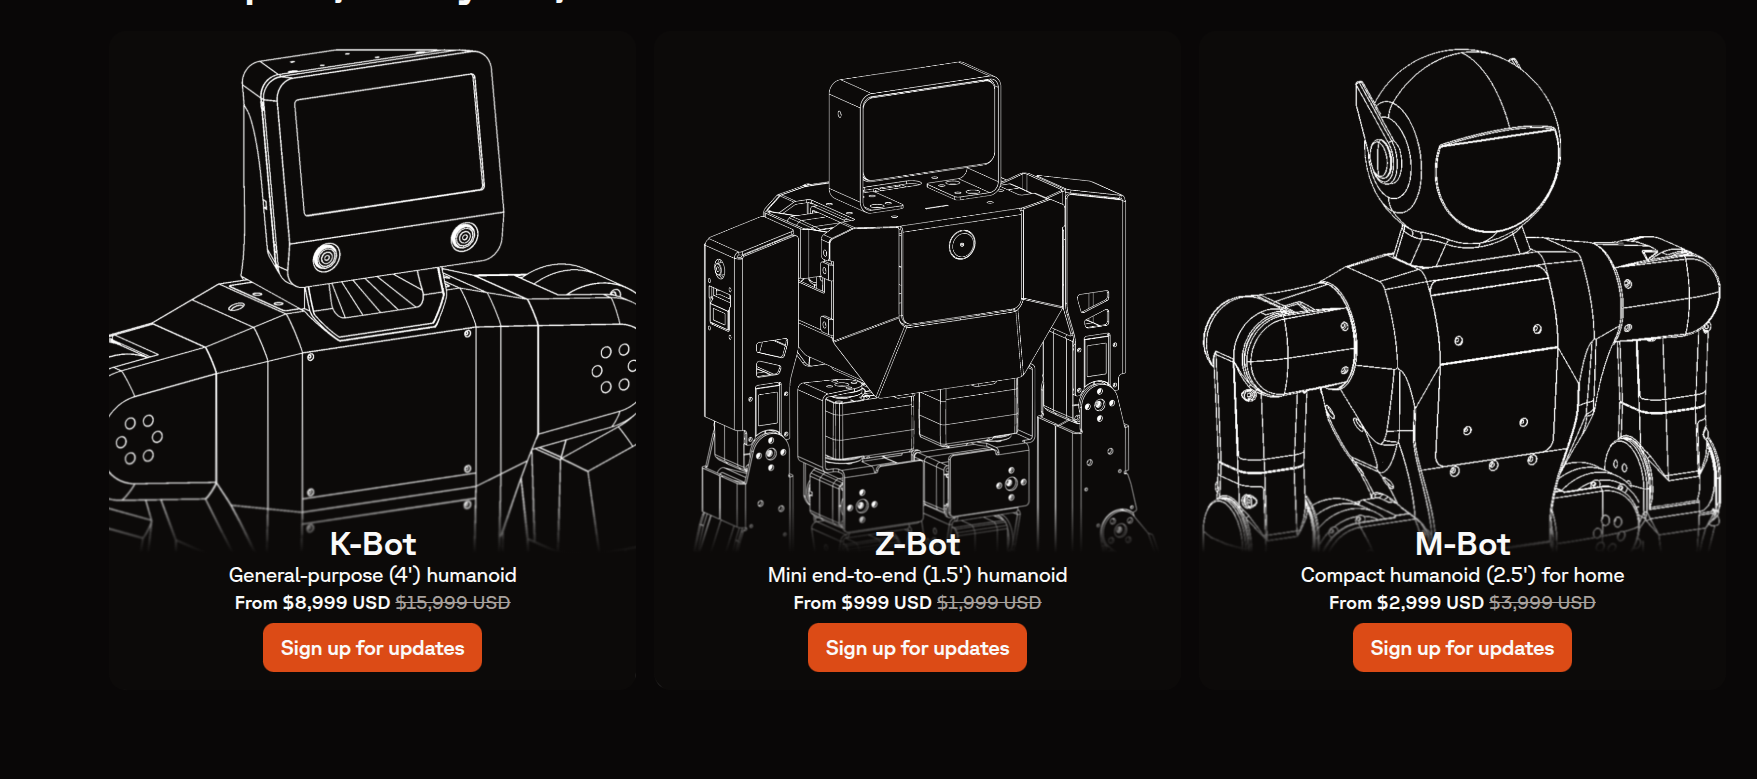 K-Bot
General-purpose (4') humanoid
From $8,999 USD $15,999 USD
Sign up for updates
Z-Bot
Mini end-to-end (1.5') humanoid
From $999 USD $1,999 USD
Sign up for updates
M-Bot
Compact humanoid (2.5') for home
From $2,999 USD $3,999 USD
Sign up for updates